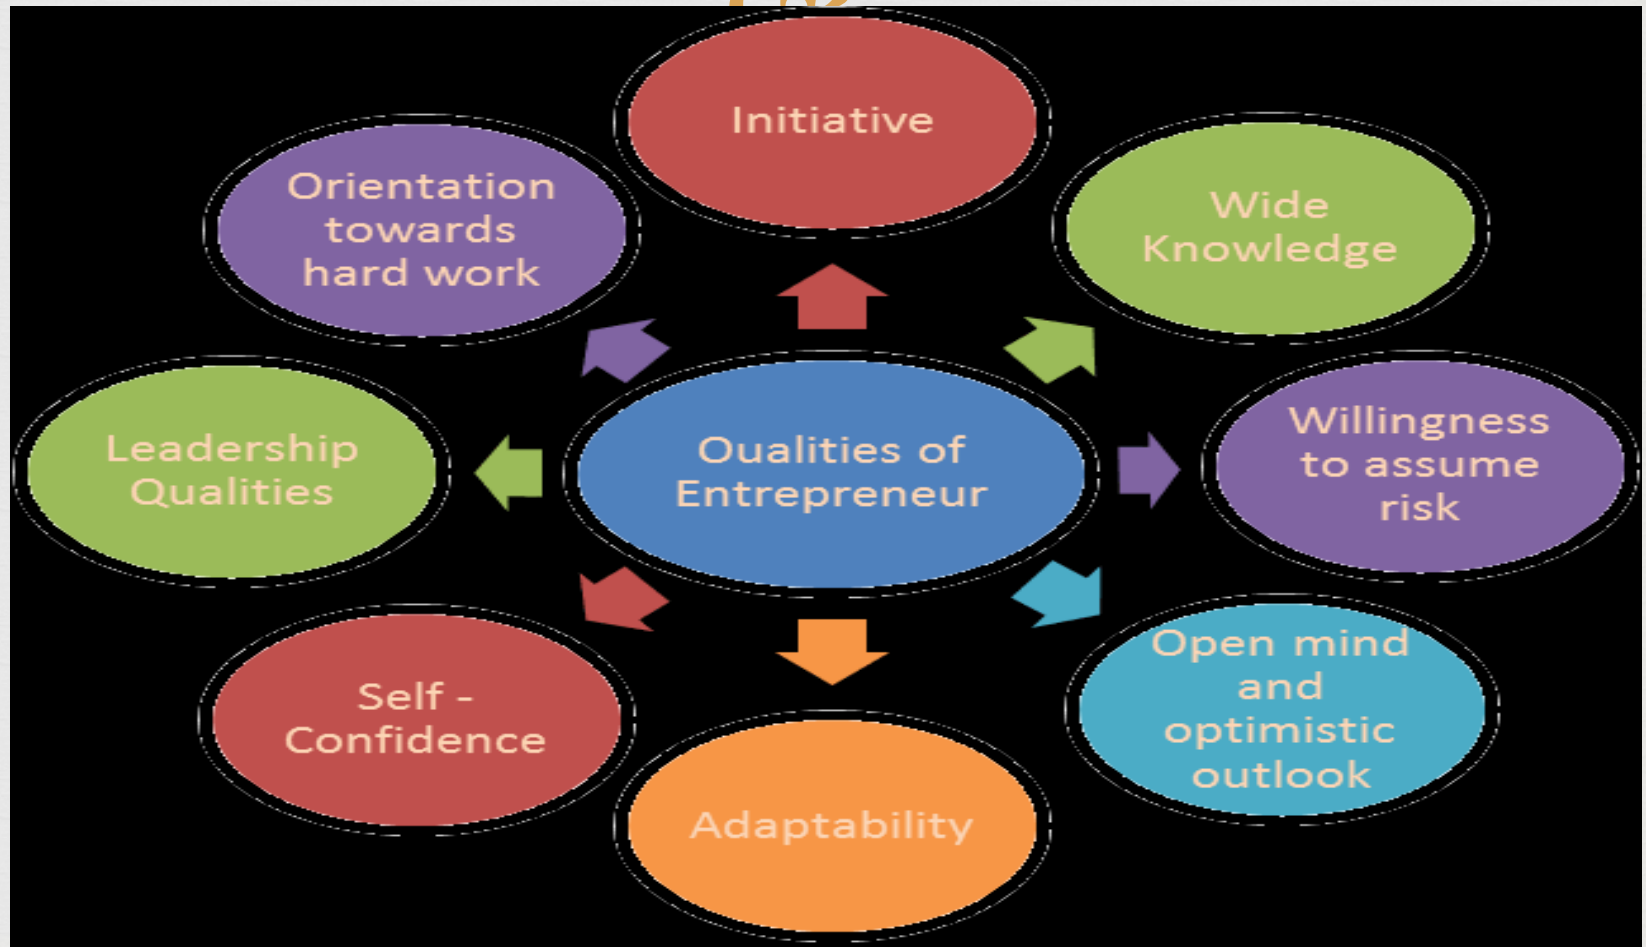 Initiative
Wide
Knowledge
Willingness
to assume
risk
Open mind
and
optimistic
outlook
Adaptability
Self -
Confidence
Leadership
Qualities
Orientation
towards
hard work
Oualities of
Entrepreneur